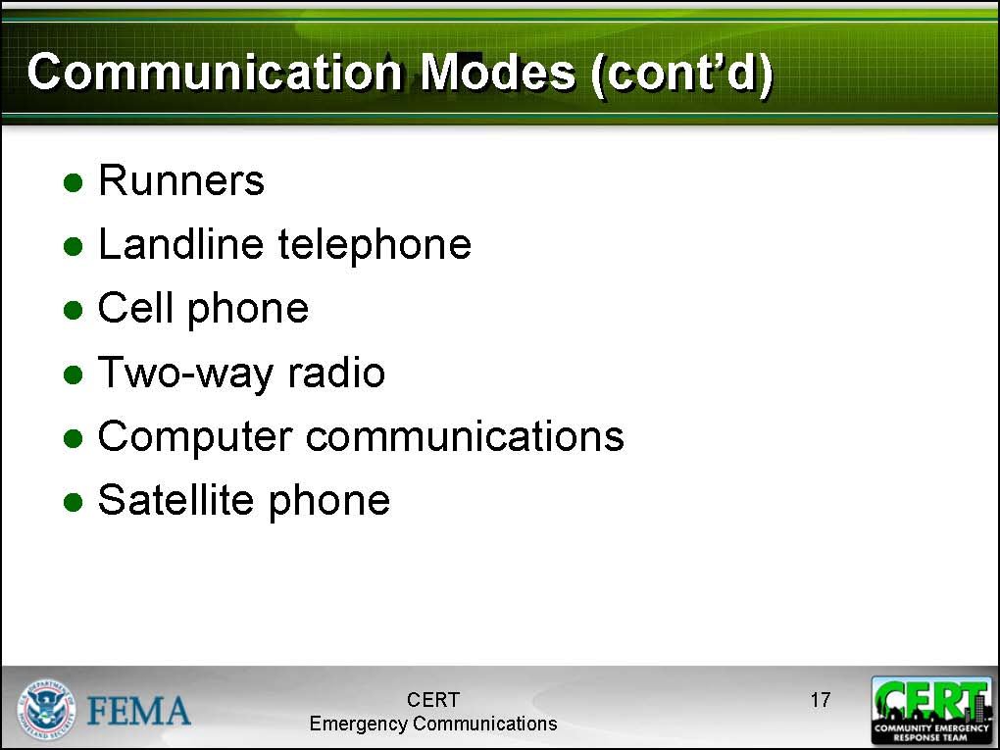 Communication Modes (cont’d)
● Runners
● Landline telephone
● Cell phone
● Two-way radio
● Computer communications
● Satellite phone
U.S. DEPARTMENT OF
HOMELAND SECURITY
FEMA
CERT
Emergency Communications
17
CERT
COMMUNITY EMERGENCY
RESPONSE TEAM